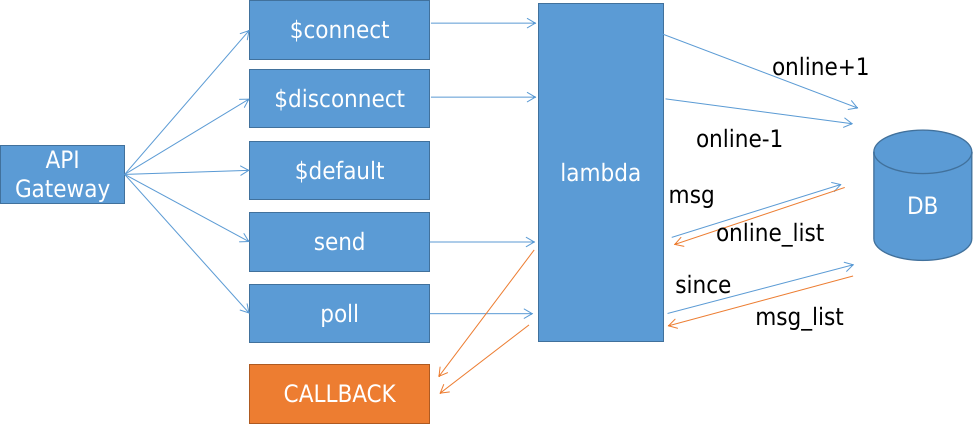 API
Gateway
$connect
$disconnect
$default
send
poll
CALLBACK
lambda
online+1
online-1
msg
online_list
since
msg_list
DB